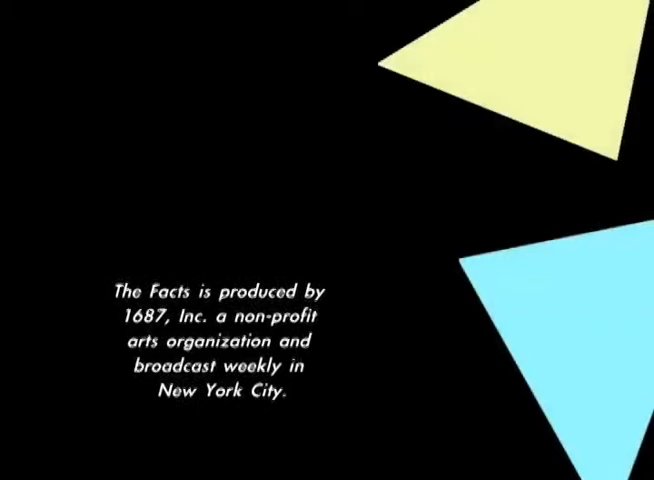 The Facts is produced by
1687, Inc. a non-profit
arts organization and
broadcast weekly in
New York City.